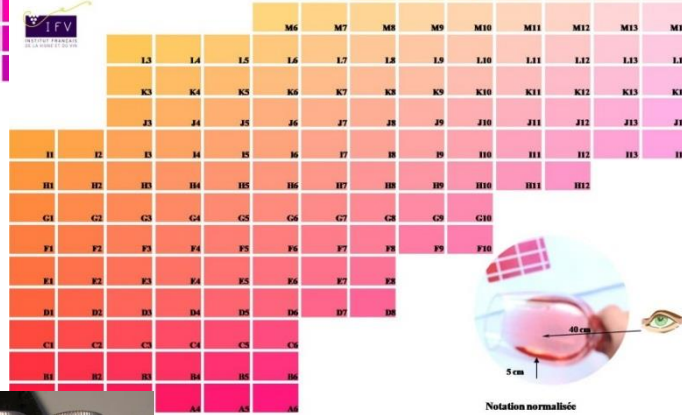 IFV
INSTITUT FRANÇAIS
DE LA VIGNE ET DU VIN
M6 M7 M8 M9 M10 M11 M12 M13
L3 L4 L5 L6 L7 L8 L9 L10 L11 L12 L13
K3 K4 K5 K6 K7 K8 K9 K10 K11 K12 K13
J3 J4 J5 J6 J7 J8 J9 J10 J11 J12 J13
I1 I2 I3 I4 I5 I6 I7 I8 I9 I10 I11 I12 I13
H1 H2 H3 H4 H5 H6 H7 H8 H9 H10 H11 H12
G1 G2 G3 G4 G5 G6 G7 G8 G9 G10
F1 F2 F3 F4 F5 F6 F7 F8 F9 F10
E1 E2 E3 E4 E5 E6 E7 E8
D1 D2 D3 D4 D5 D6 D7 D8
C1 C2 C3 C4 C5 C6
B1 B2 B3 B4 B5 B6
A4 A5 A6
40 cm
5 cm
Notation normalisée